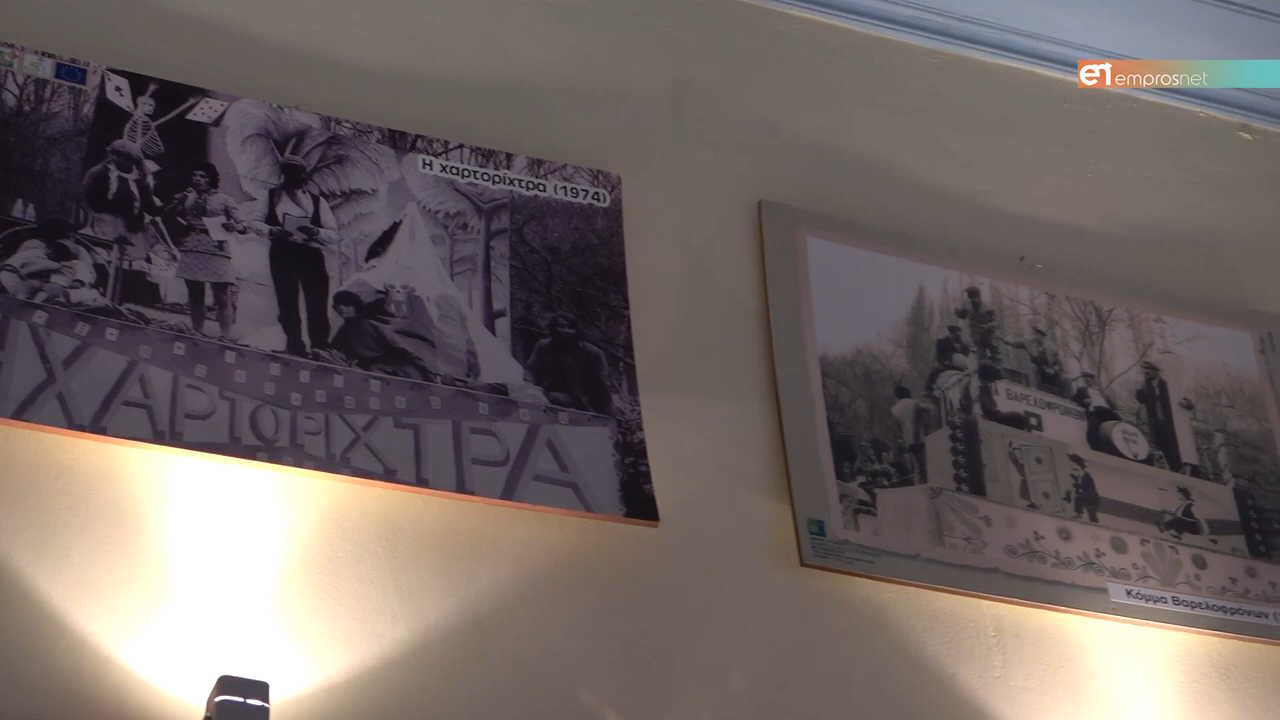 emprosnet
Η χαρτορίχτρα (1974)
ΧΑΡΤΟΡΙΧΤΡΑ
ΒΑΡΕΛΟΦΡΟΝΩΝ
Κόμμα Βαρελοφρόνων (